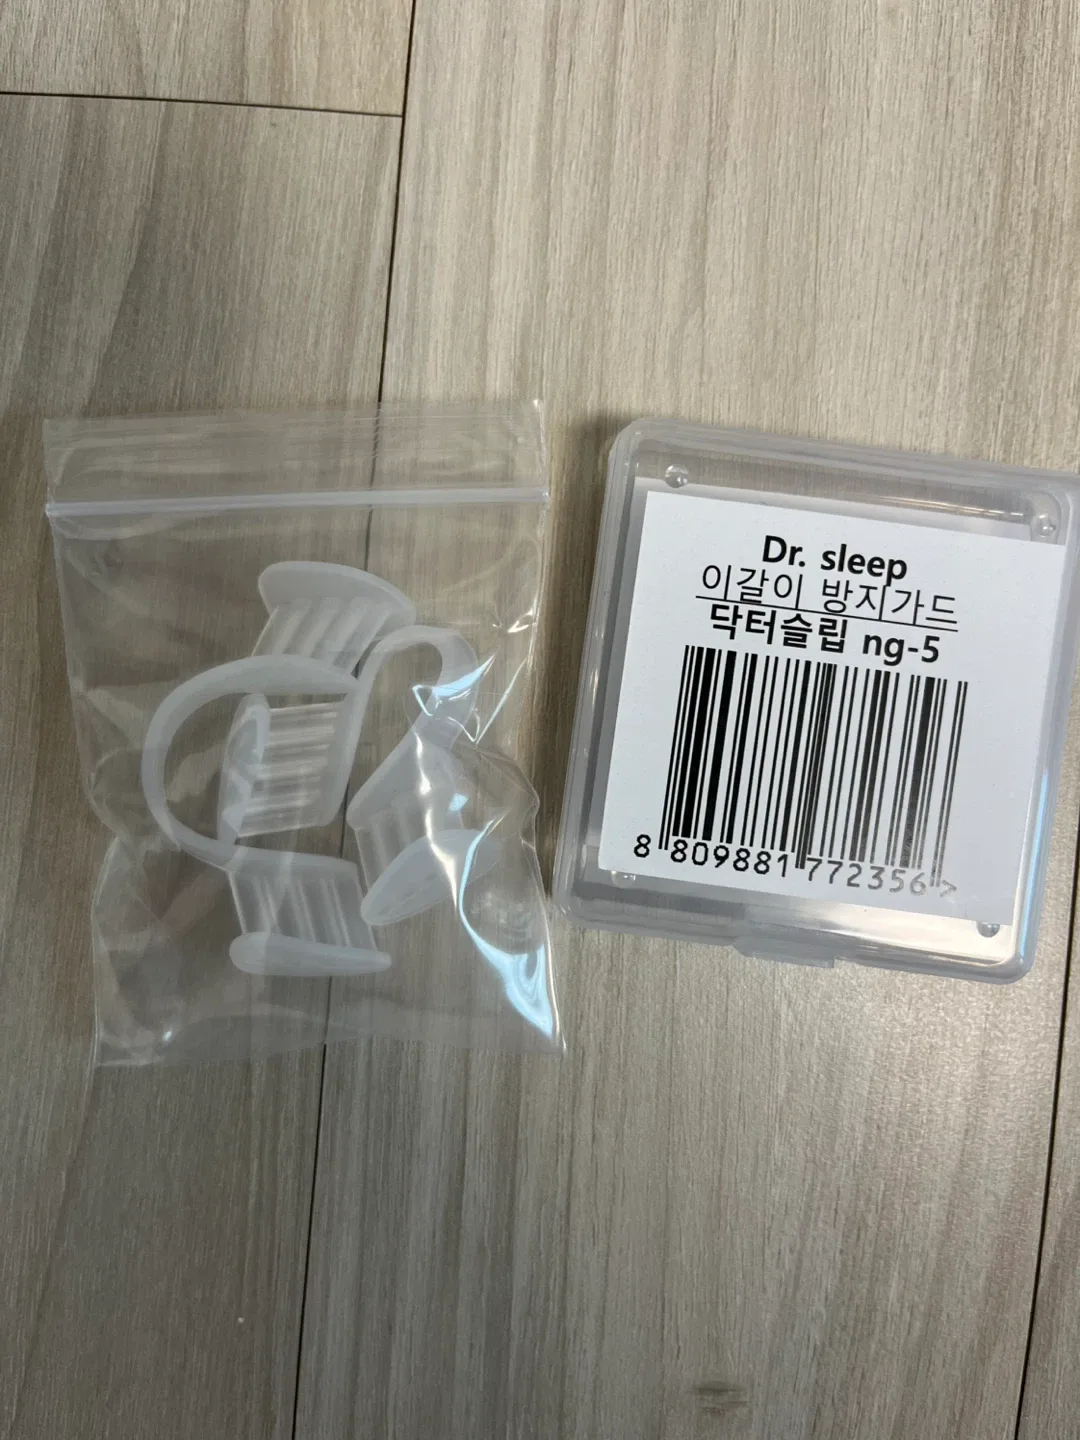 Dr. sleep
이갈이 방지가드
닥터슬립 ng-5
8 809881 772356 >